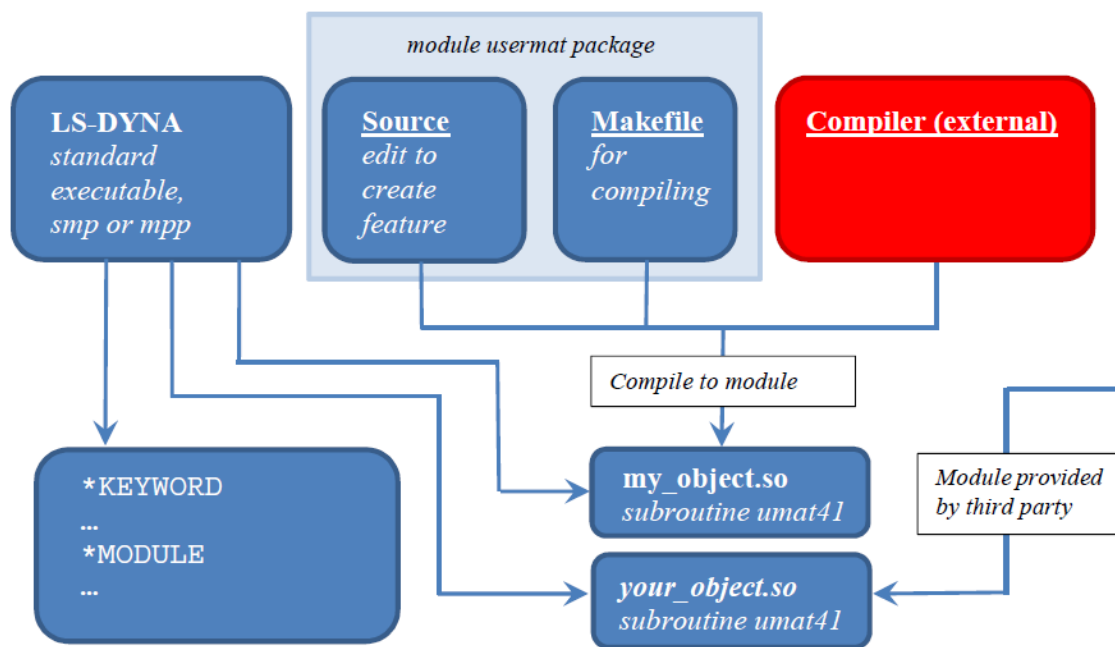 module usermat package
LS-DYNA
standard
executable,
smp or mpp
Source
edit to
create
feature
Makefile
for
compiling
Compiler (external)
Compile to module
*KEYWORD
…
*MODULE
…
my_object.so
subroutine umat41
Module provided
by third party
your_object.so
subroutine umat41